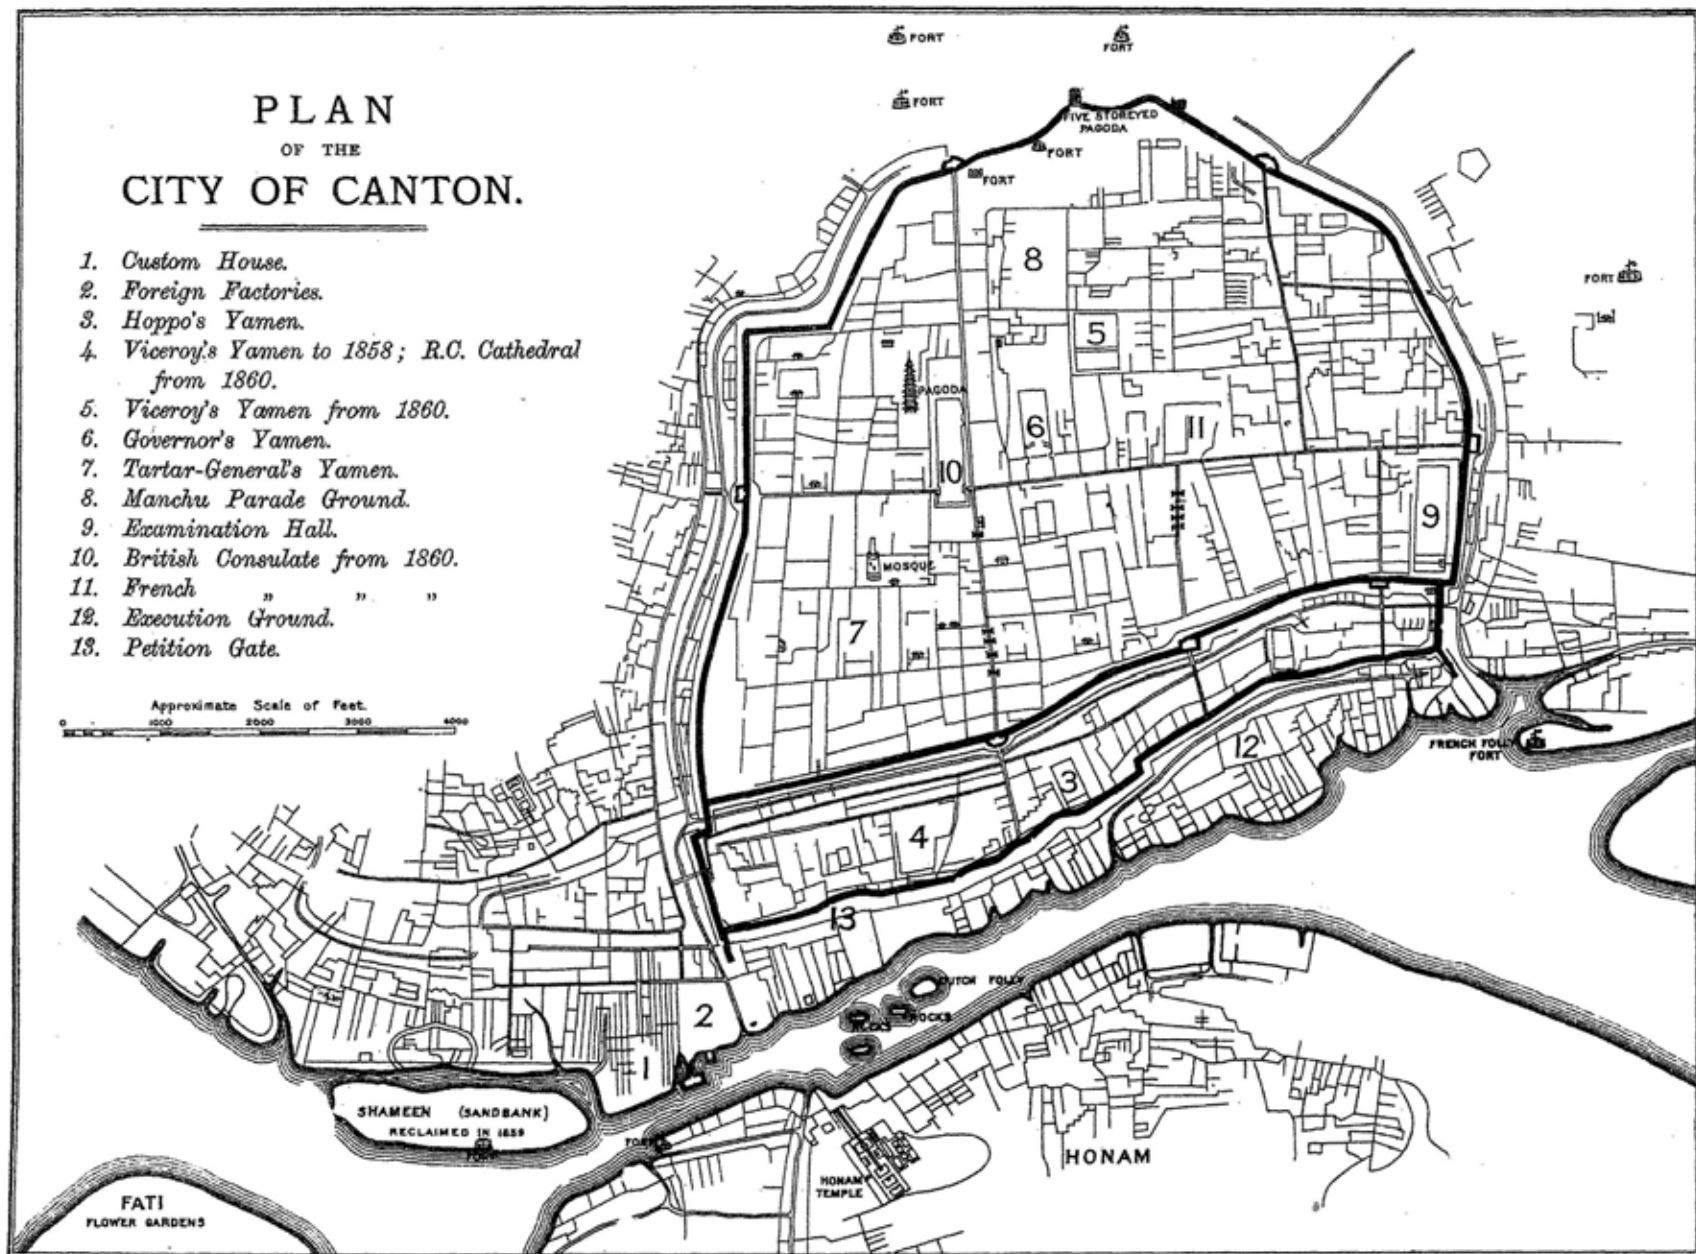 PLAN
OF THE
CITY OF CANTON.
1. Custom House.
2. Foreign Factories.
3. Hoppo's Yamen.
4. Viceroy's Yamen to 1858; R.C. Cathedral
from 1860.
5. Viceroy's Yamen from 1860.
6. Governor's Yamen.
7. Tartar-General's Yamen.
8. Manchu Parade Ground.
9. Examination Hall.
10. British Consulate from 1860.
11. French " " "
12. Execution Ground.
13. Petition Gate.
Approximate Scale of Feet.
0 1000 2000 3000 4000
FORT
FORT
FORT
FIVE STOREYED
PAGODA
FORT
FORT
FORT
8
5
PAGODA
6
11
10
9
MOSQUE
7
12
FRENCH FOLLY
FORT
3
4
13
DUTCH FOLLY
ROCKS
ROCKS
2
1
SHAMEEN (SANDBANK)
RECLAIMED IN 1859
FORT
FORT
HONAM
HONAM
TEMPLE
FATI
FLOWER GARDENS